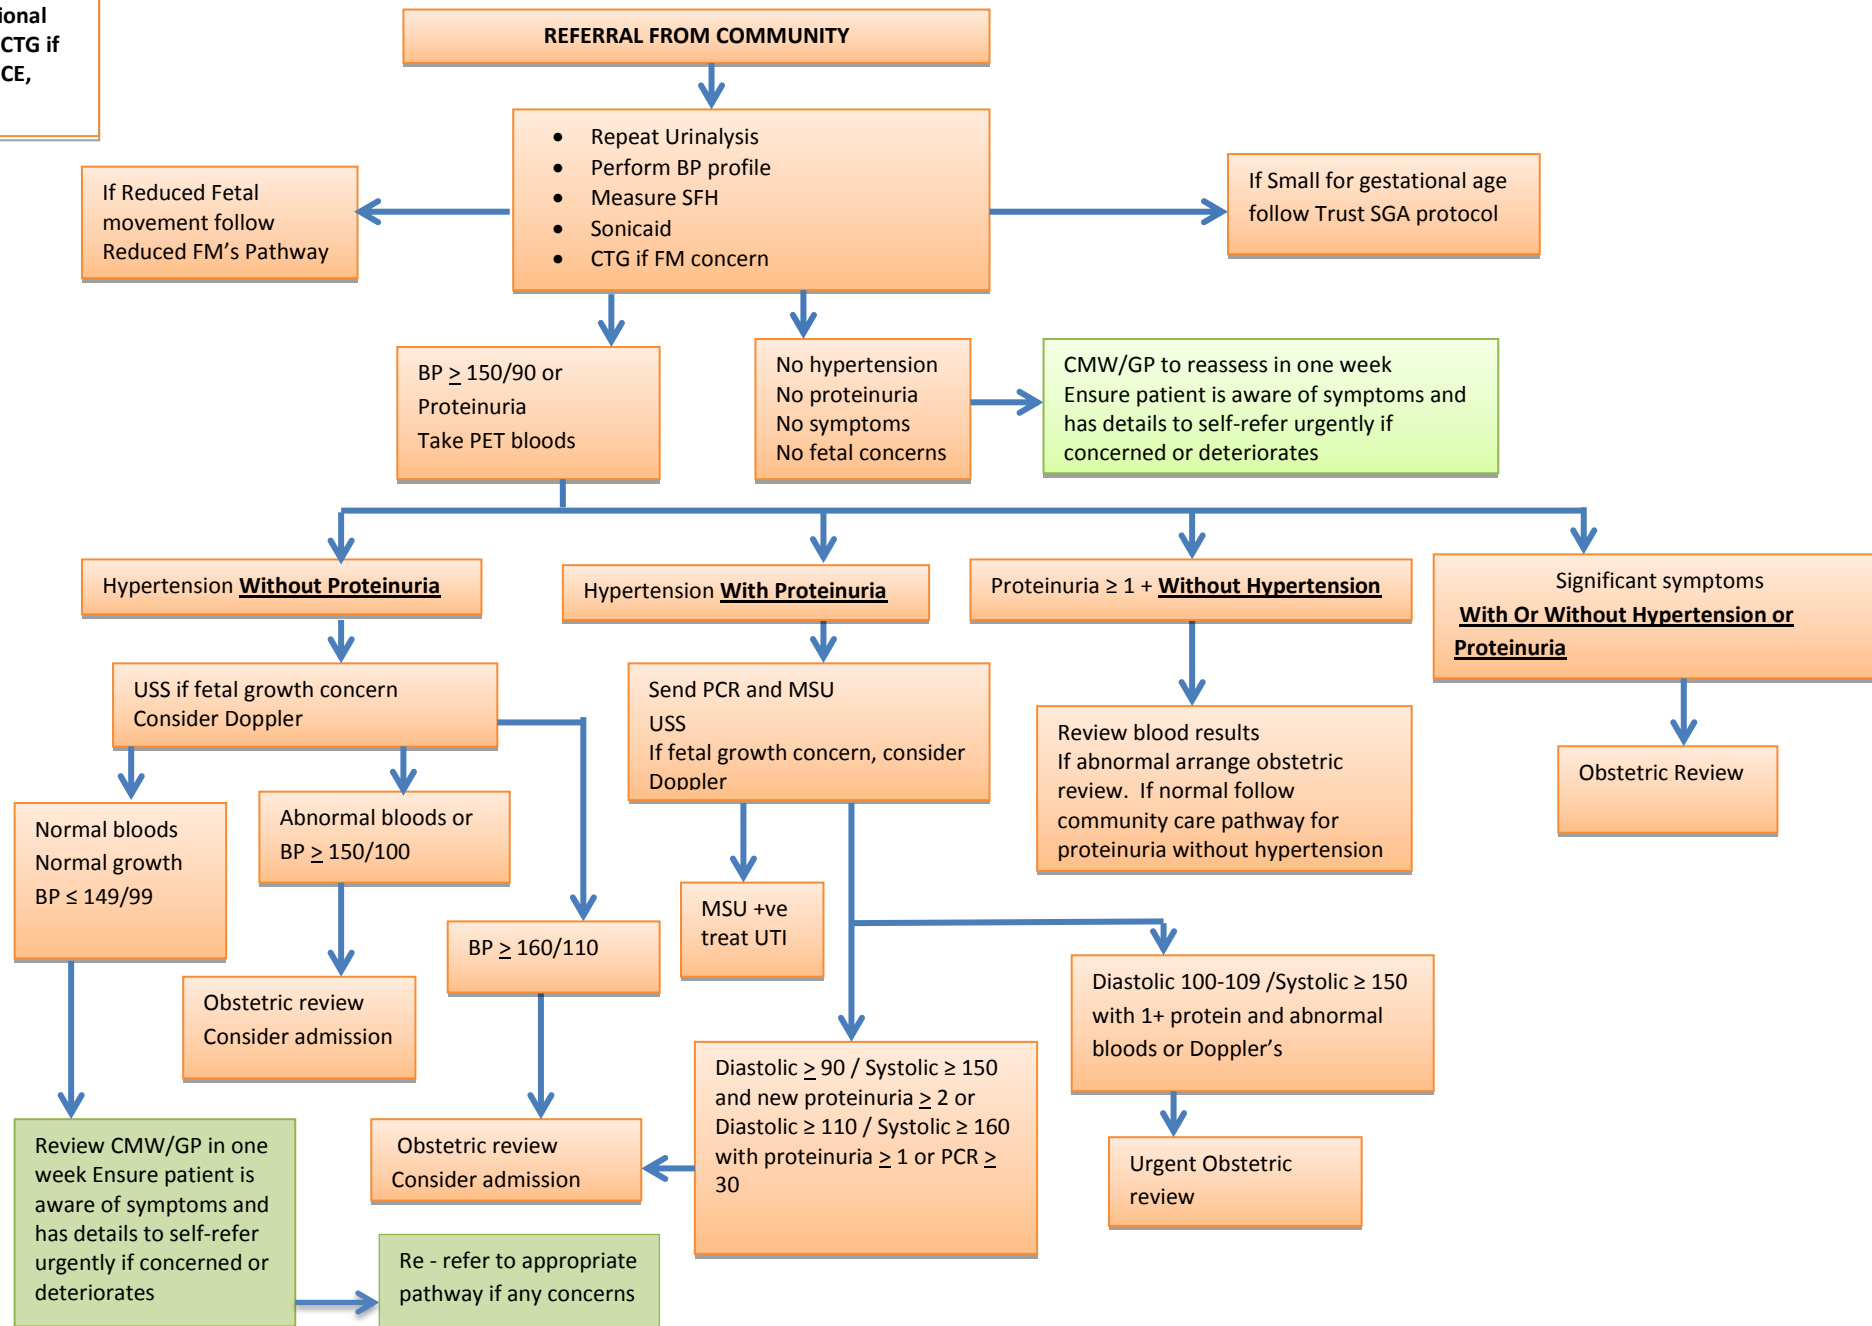 ional
CTG if
CE,
REFERRAL FROM COMMUNITY
• Repeat Urinalysis
• Perform BP profile
• Measure SFH
• Sonicaid
• CTG if FM concern
If Reduced Fetal
movement follow
Reduced FM’s Pathway
If Small for gestational age
follow Trust SGA protocol
BP ≥ 150/90 or
Proteinuria
Take PET bloods
No hypertension
No proteinuria
No symptoms
No fetal concerns
CMW/GP to reassess in one week
Ensure patient is aware of symptoms and
has details to self-refer urgently if
concerned or deteriorates
Hypertension Without Proteinuria
Hypertension With Proteinuria
Proteinuria ≥ 1 + Without Hypertension
Significant symptoms
With Or Without Hypertension or
Proteinuria
USS if fetal growth concern
Consider Doppler
Send PCR and MSU
USS
If fetal growth concern, consider
Doppler
Review blood results
If abnormal arrange obstetric
review. If normal follow
community care pathway for
proteinuria without hypertension
Obstetric Review
Normal bloods
Normal growth
BP ≤ 149/99
Abnormal bloods or
BP ≥ 150/100
BP ≥ 160/110
MSU +ve
treat UTI
Diastolic 100-109 /Systolic ≥ 150
with 1+ protein and abnormal
bloods or Doppler’s
Obstetric review
Consider admission
Diastolic ≥ 90 / Systolic ≥ 150
and new proteinuria ≥ 2 or
Diastolic ≥ 110 / Systolic ≥ 160
with proteinuria ≥ 1 or PCR ≥
30
Review CMW/GP in one
week Ensure patient is
aware of symptoms and
has details to self-refer
urgently if concerned or
deteriorates
Obstetric review
Consider admission
Urgent Obstetric
review
Re - refer to appropriate
pathway if any concerns